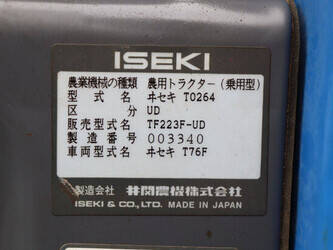 ISEKI
農業機械の種類 農用トラクター(乗用型)
型式名 ヰセキ T0264
区分 UD
販売型式名 TF223F-UD
製造番号 003340
車両型式名 ヰセキ T76F
製造会社 井関農機株式会社
ISEKI & CO.,LTD. MADE IN JAPAN